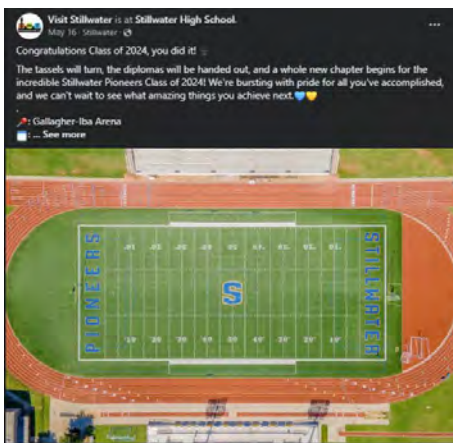 Visit Stillwater is at Stillwater High School.
May 16 · Stillwater ·
Congratulations Class of 2024, you did it!
The tassels will turn, the diplomas will be handed out, and a whole new chapter begins for the
incredible Stillwater Pioneers Class of 2024! We're bursting with pride for all you've accomplished,
and we can't wait to see what amazing things you achieve next.💙💛
.
📍: Gallagher-Iba Arena
🗓️: ... See more
PIONEERS
S
STILLWATER